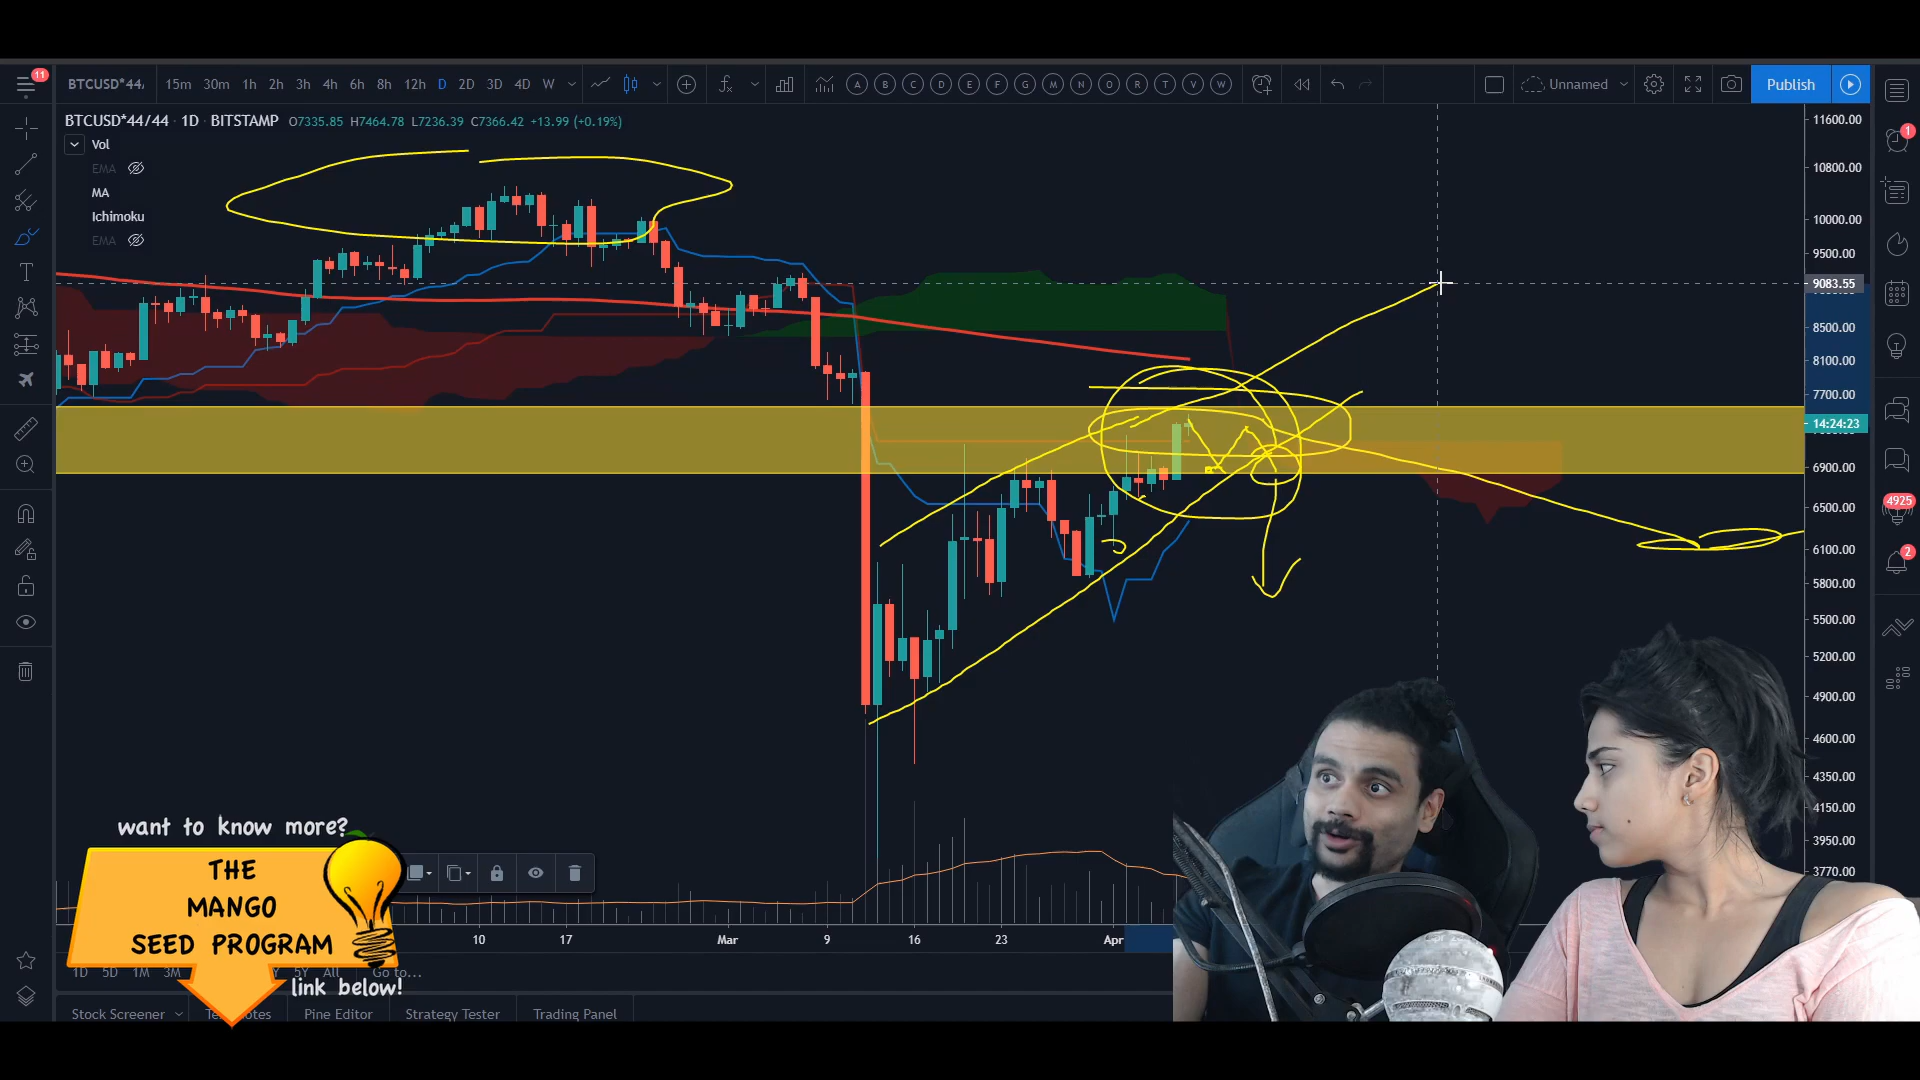 11
BTCUSD*44/ 15m 30m 1h 2h 3h 4h 6h 8h 12h D 2D 3D 4D W A B C D E F G M N O R T V W Unnamed Publish
BTCUSD*44/44 · 1D · BITSTAMP O7335.85 H7464.78 L7236.39 C7366.42 +13.99 (+0.19%)
Vol
EMA
MA
Ichimoku
EMA
11600.00
10800.00
10000.00
9500.00
9083.55
8500.00
8100.00
7700.00
14:24:23
6900.00
6500.00
6100.00
5800.00
5500.00
5200.00
4900.00
4600.00
4350.00
4150.00
3950.00
3770.00
1
4925
2
want to know more?
THE
MANGO
SEED PROGRAM
link below!
10 17 Mar 9 16 23 Apr
1D 5D 1M 3M 5Y All Go to...
Stock Screener Strategy Tester Pine Editor Trading Panel